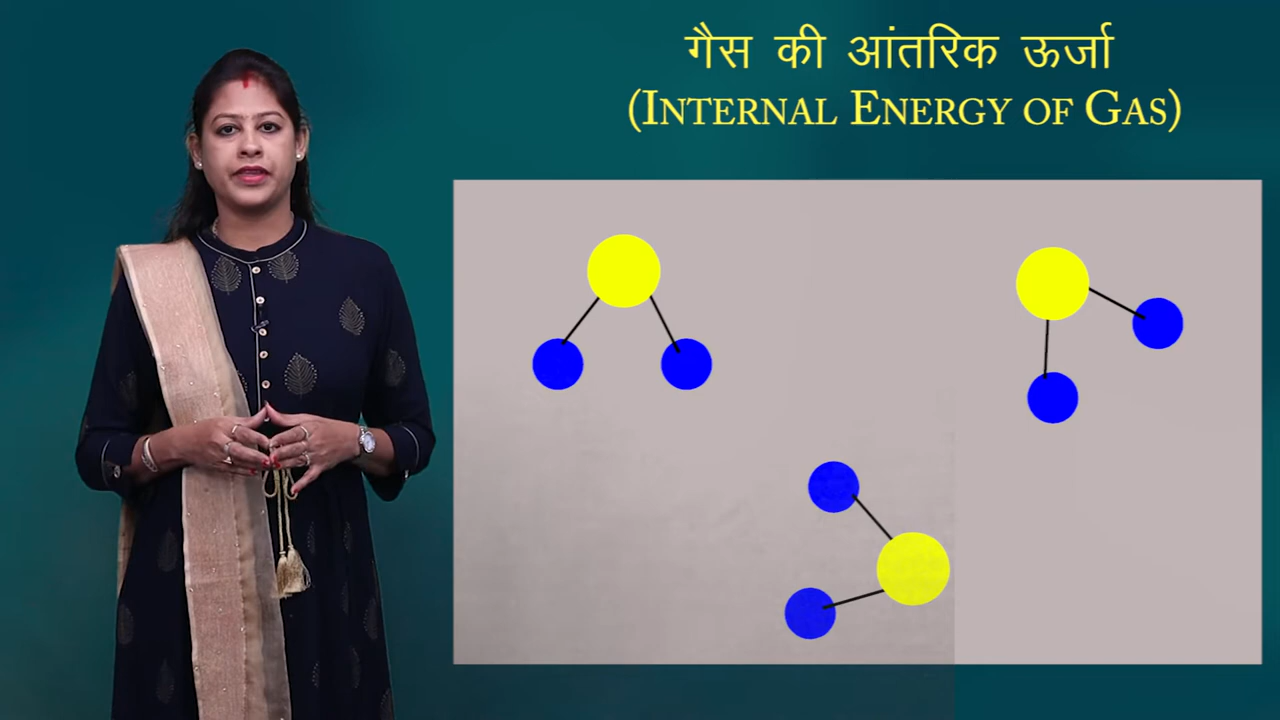 गैस की आंतरिक ऊर्जा
(INTERNAL ENERGY OF GAS)